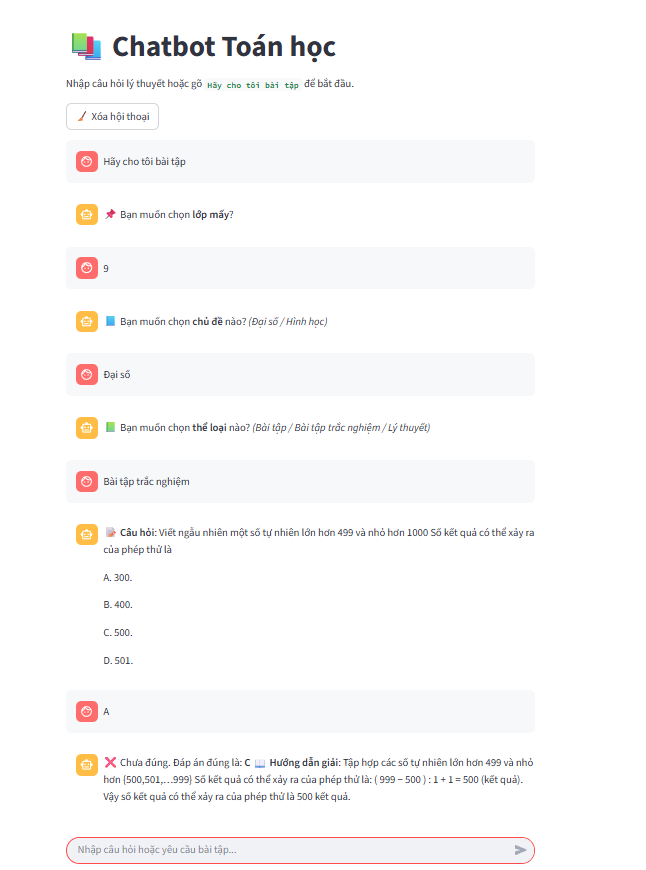 Chatbot Toán học
Nhập câu hỏi lý thuyết hoặc gõ Hãy cho tôi bài tập để bắt đầu.
Xóa hội thoại
Hãy cho tôi bài tập
Bạn muốn chọn lớp mấy?
9
Bạn muốn chọn chủ đề nào? (Đại số / Hình học)
Đại số
Bạn muốn chọn thể loại nào? (Bài tập / Bài tập trắc nghiệm / Lý thuyết)
Bài tập trắc nghiệm
Câu hỏi: Viết ngẫu nhiên một số tự nhiên lớn hơn 499 và nhỏ hơn 1000 Số kết quả có thể xảy ra
của phép thử là
A. 300.
B. 400.
C. 500.
D. 501.
A
Chưa đúng. Đáp án đúng là: C Hướng dẫn giải: Tập hợp các số tự nhiên lớn hơn 499 và nhỏ
hơn {500,501,…999} Số kết quả có thể xảy ra của phép thử là: ( 999 − 500 ) : 1 + 1 = 500 (kết quả).
Vậy số kết quả có thể xảy ra của phép thử là 500 kết quả.
Nhập câu hỏi hoặc yêu cầu bài tập...